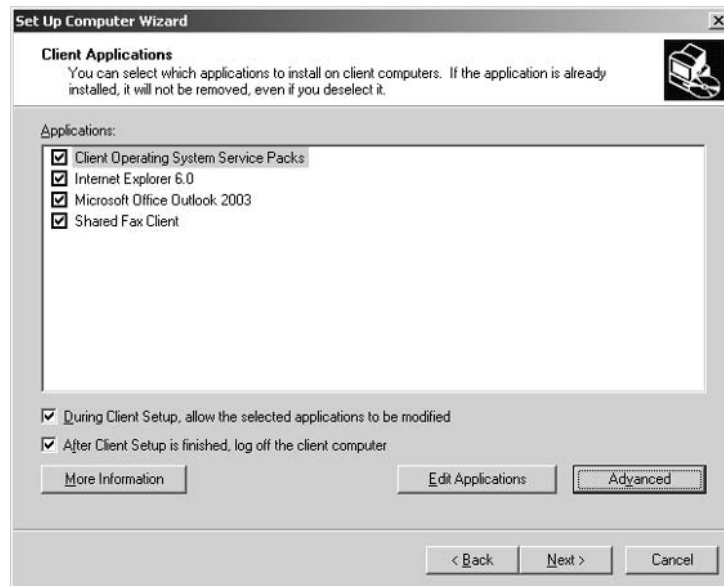 Set Up Computer Wizard
Client Applications
You can select which applications to install on client computers. If the application is already
installed, it will not be removed, even if you deselect it.
Applications:
Client Operating System Service Packs
Internet Explorer 6.0
Microsoft Office Outlook 2003
Shared Fax Client
During Client Setup, allow the selected applications to be modified
After Client Setup is finished, log off the client computer
More Information Edit Applications Advanced
< Back Next > Cancel